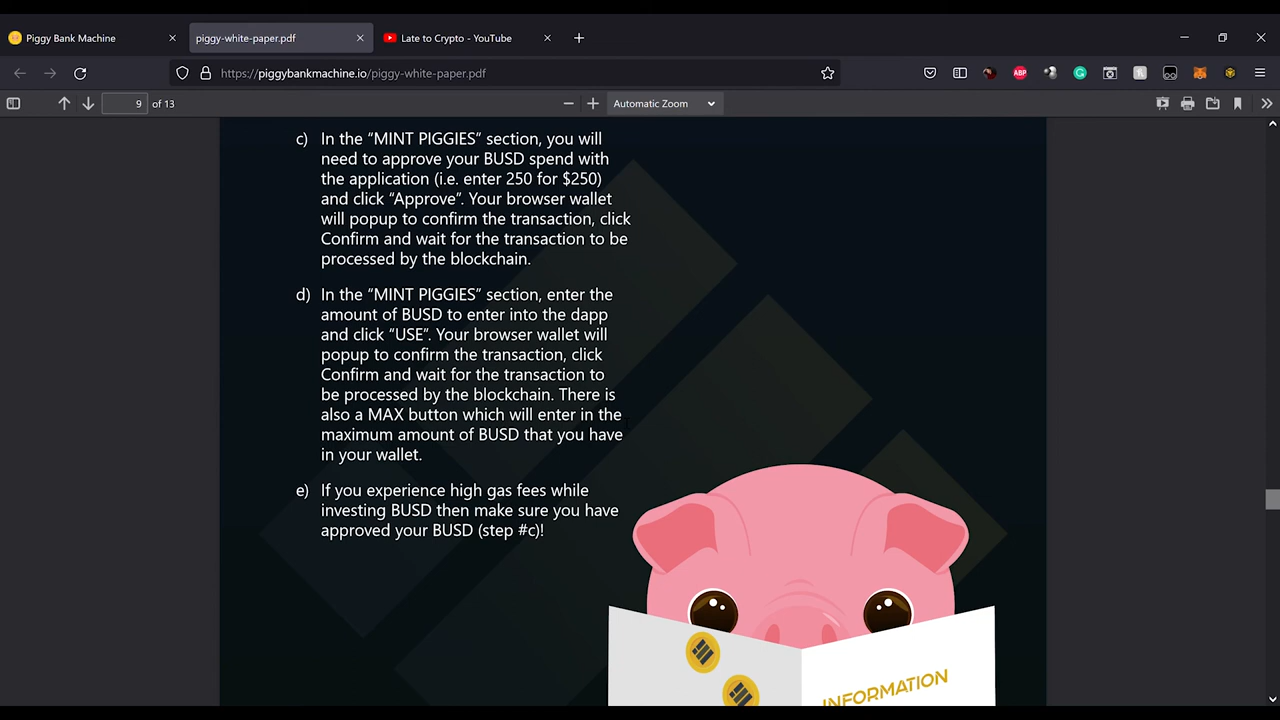 Piggy Bank Machine
piggy-white-paper.pdf
Late to Crypto - YouTube
https://piggybankmachine.io/piggy-white-paper.pdf
ABP
9 of 13
Automatic Zoom
c) In the “MINT PIGGIES” section, you will
need to approve your BUSD spend with
the application (i.e. enter 250 for $250)
and click “Approve”. Your browser wallet
will popup to confirm the transaction, click
Confirm and wait for the transaction to be
processed by the blockchain.
d) In the “MINT PIGGIES” section, enter the
amount of BUSD to enter into the dapp
and click “USE”. Your browser wallet will
popup to confirm the transaction, click
Confirm and wait for the transaction to
be processed by the blockchain. There is
also a MAX button which will enter in the
maximum amount of BUSD that you have
in your wallet.
e) If you experience high gas fees while
investing BUSD then make sure you have
approved your BUSD (step #c)!
INFORMATION